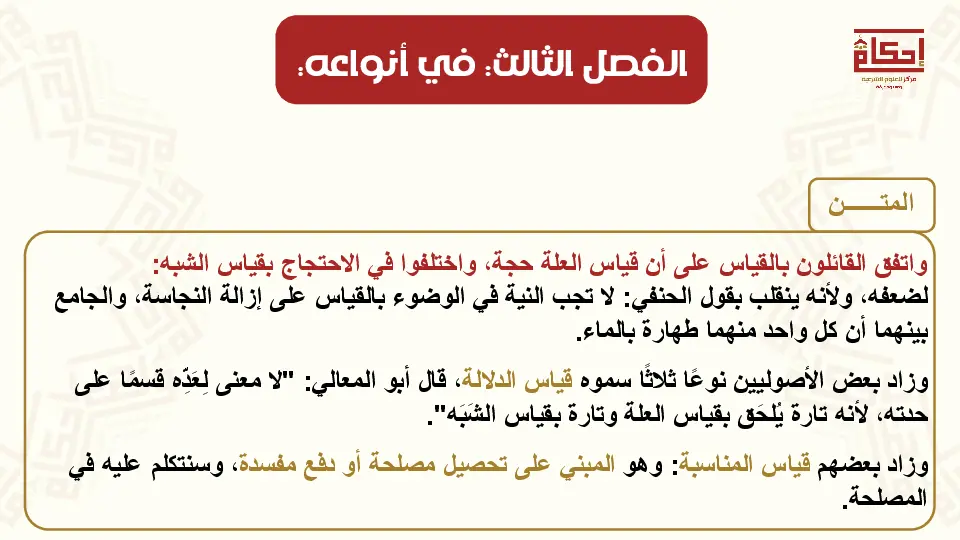 الفصل الثالث: في أنواعه:
إحكام
مركز للعلوم الشرعية
المتـــــن
واتفق القائلون بالقياس على أن قياس العلة حجة، واختلفوا في الاحتجاج بقياس الشبه:
لضعفه، ولأنه ينقلب بقول الحنفي: لا تجب النية في الوضوء بالقياس على إزالة النجاسة، والجامع
بينهما أن كل واحد منهما طهارة بالماء.
وزاد بعض الأصوليين نوعًا ثلاثًا سموه قياس الدلالة، قال أبو المعالي: "لا معنى لِعَدِّه قسمًا على
حدته، لأنه تارة يُلحَق بقياس العلة وتارة بقياس الشَبَه".
وزاد بعضهم قياس المناسبة: وهو المبني على تحصيل مصلحة أو دفع مفسدة، وسنتكلم عليه في
المصلحة.